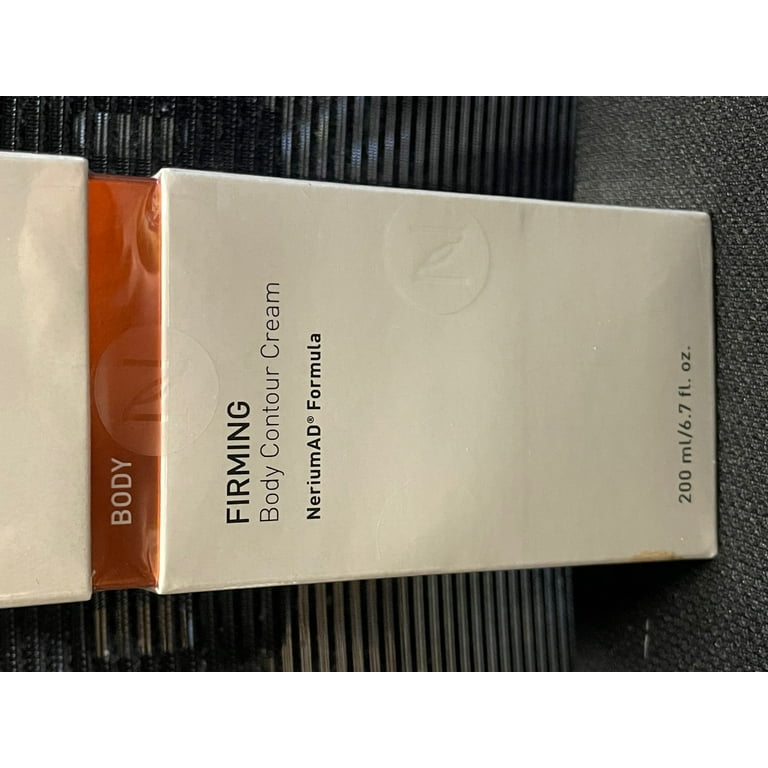 BODY
FIRMING
Body Contour Cream
NeriumAD® Formula
200 ml/6.7 fl. oz.